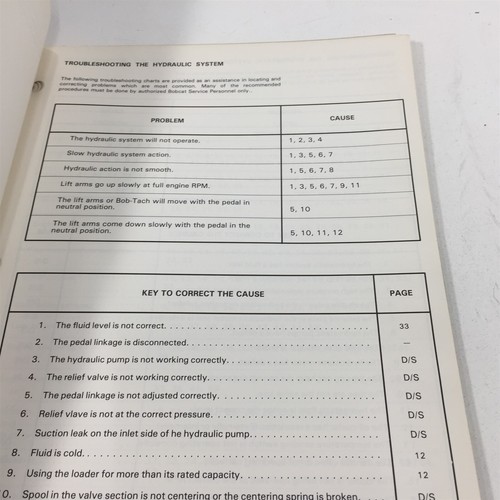 TROUBLESHOOTING THE HYDRAULIC SYSTEM
The following troubleshooting charts are provided as an assistance in locating and
correcting problems which are most common. Many of the recommended
procedures must be done by authorized Bobcat Service Personnel only.
PROBLEM CAUSE
The hydraulic system will not operate. 1, 2, 3, 4
Slow hydraulic system action. 1, 3, 5, 6, 7
Hydraulic action is not smooth. 1, 5, 6, 7, 8
Lift arms go up slowly at full engine RPM. 1, 3, 5, 6, 7, 9, 11
The lift arms or Bob-Tach will move with the pedal in
neutral position. 5, 10
The lift arms come down slowly with the pedal in the
neutral position. 5, 10, 11, 12
KEY TO CORRECT THE CAUSE PAGE
1. The fluid level is not correct. 33
2. The pedal linkage is disconnected. —
3. The hydraulic pump is not working correctly. D/S
4. The relief valve is not working correctly. D/S
5. The pedal linkage is not adjusted correctly. D/S
6. Relief vlave is not at the correct pressure. D/S
7. Suction leak on the inlet side of he hydraulic pump. D/S
8. Fluid is cold. 12
9. Using the loader for more than its rated capacity. 12
0. Spool in the valve section is not centering or the centering spring is broken. D/S